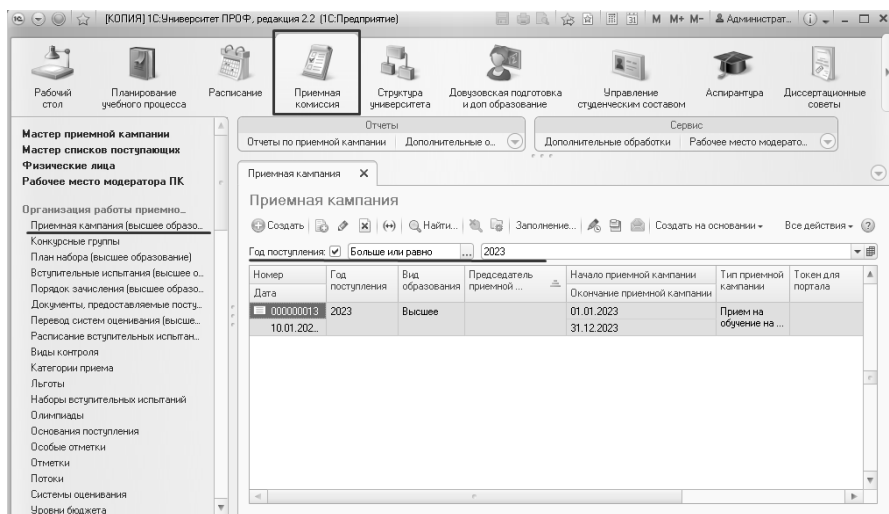 [КОПИЯ] 1С:Университет ПРОФ, редакция 2.2 (1С:Предприятие)
M M+ M- Администрат...
Рабочий стол
Планирование учебного процесса
Расписание
Приемная комиссия
Структура университета
Довузовская подготовка и доп образование
Управление студенческим составом
Аспирантура
Диссертационные советы
Мастер приемной кампании
Мастер списков поступающих
Физические лица
Рабочее место модератора ПК
Организация работы приемно...
Приемная кампания (высшее образо...
Конкурсные группы
План набора (высшее образование)
Вступительные испытания (высшее о...
Порядок зачисления (высшее образо...
Документы, предоставляемые посту...
Перевод систем оценивания (высше...
Расписание вступительных испытан...
Виды контроля
Категории приема
Льготы
Наборы вступительных испытаний
Олимпиады
Основания поступления
Особые отметки
Отметки
Потоки
Системы оценивания
Уровни бюджета
Отчеты
Отчеты по приемной кампании Дополнительные о...
Сервис
Дополнительные обработки Рабочее место модерато...
Приемная кампания
Приемная кампания
Создать Найти... Заполнение... Создать на основании Все действия
Год поступления: Больше или равно ... 2023
Номер
Дата
Год поступления
Вид образования
Председатель приемной ...
Начало приемной кампании
Окончание приемной кампании
Тип приемной кампании
Токен для портала
000000013 2023 Высшее 01.01.2023 Прием на
10.01.202... 31.12.2023 обучение на ...